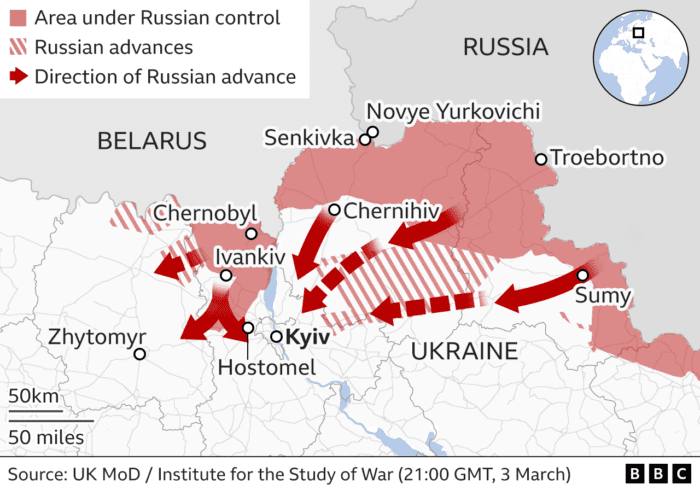 Area under Russian control
Russian advances
Direction of Russian advance
RUSSIA
BELARUS
Novye Yurkovichi
Senkivka
Troebortno
Chernobyl
Chernihiv
Ivankiv
Sumy
Zhytomyr
Kyiv
Hostomel
UKRAINE
50km
50 miles
Source: UK MoD / Institute for the Study of War (21:00 GMT, 3 March)
BBC